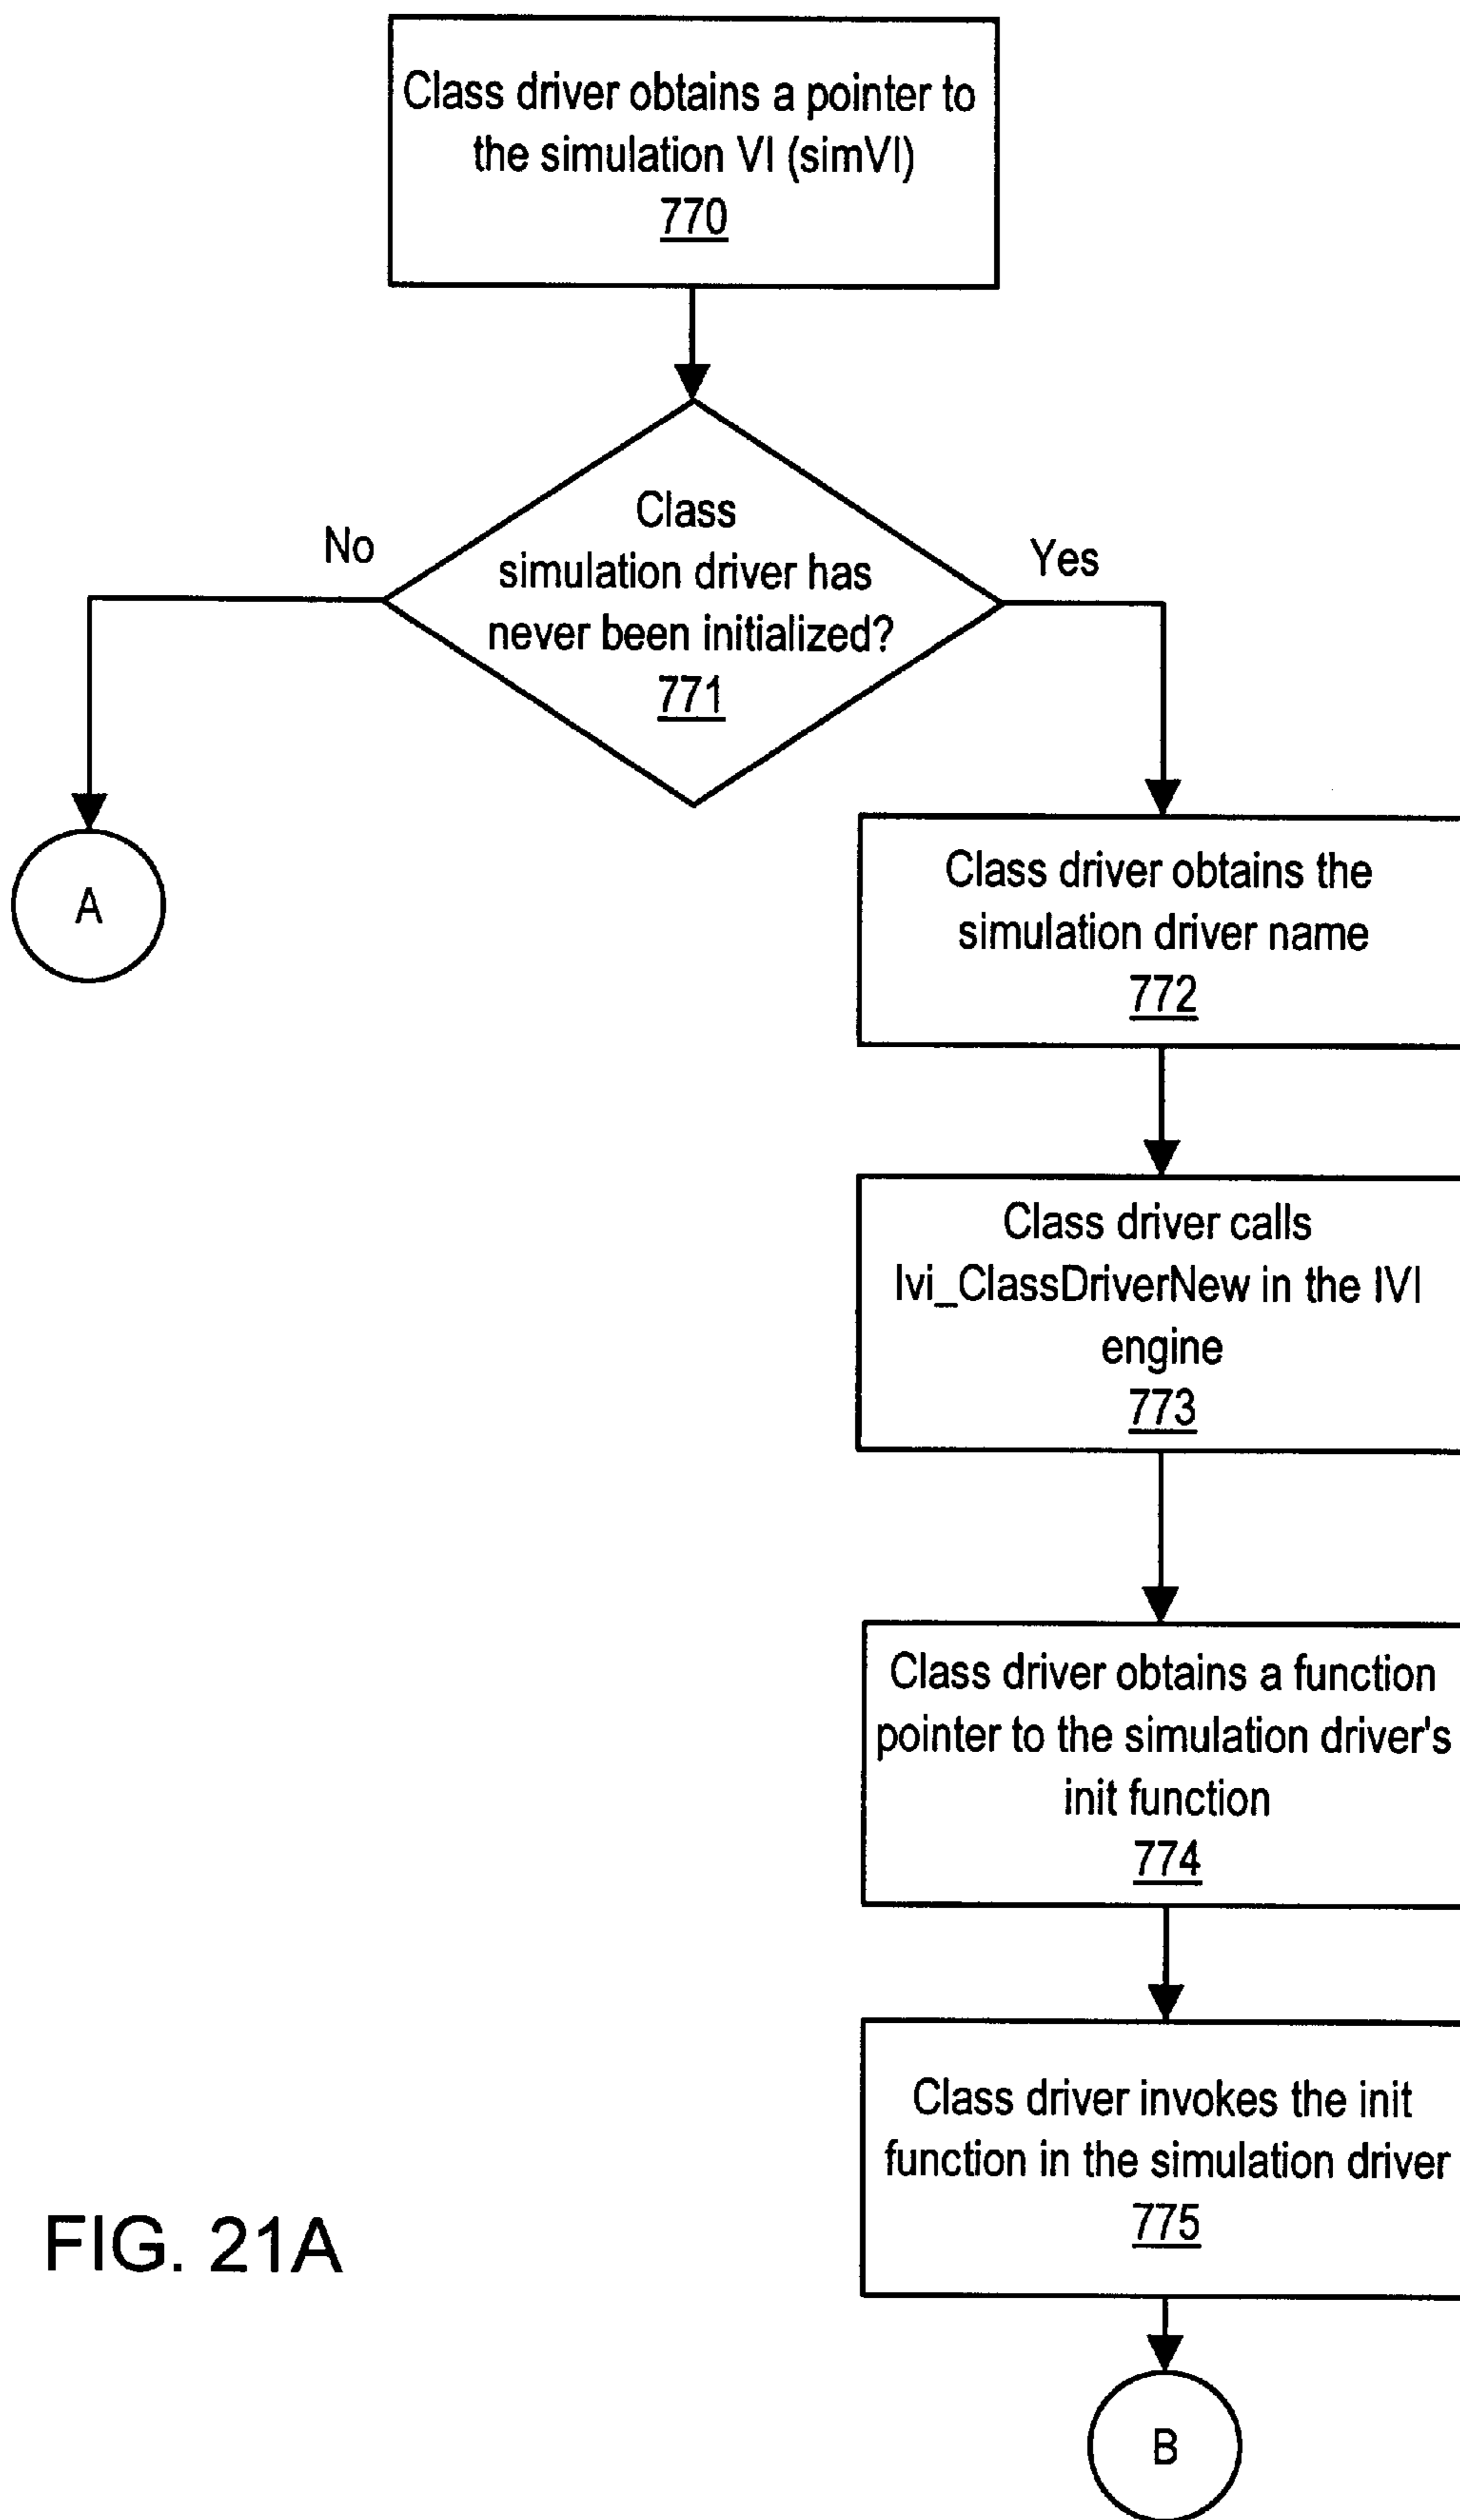 Class driver obtains a pointer to
the simulation VI (simVI)
770
Class
simulation driver has
never been initialized?
771
No
Yes
A
Class driver obtains the
simulation driver name
772
Class driver calls
Ivi_ClassDriverNew in the IVI
engine
773
Class driver obtains a function
pointer to the simulation driver's
init function
774
Class driver invokes the init
function in the simulation driver
775
B
FIG. 21A